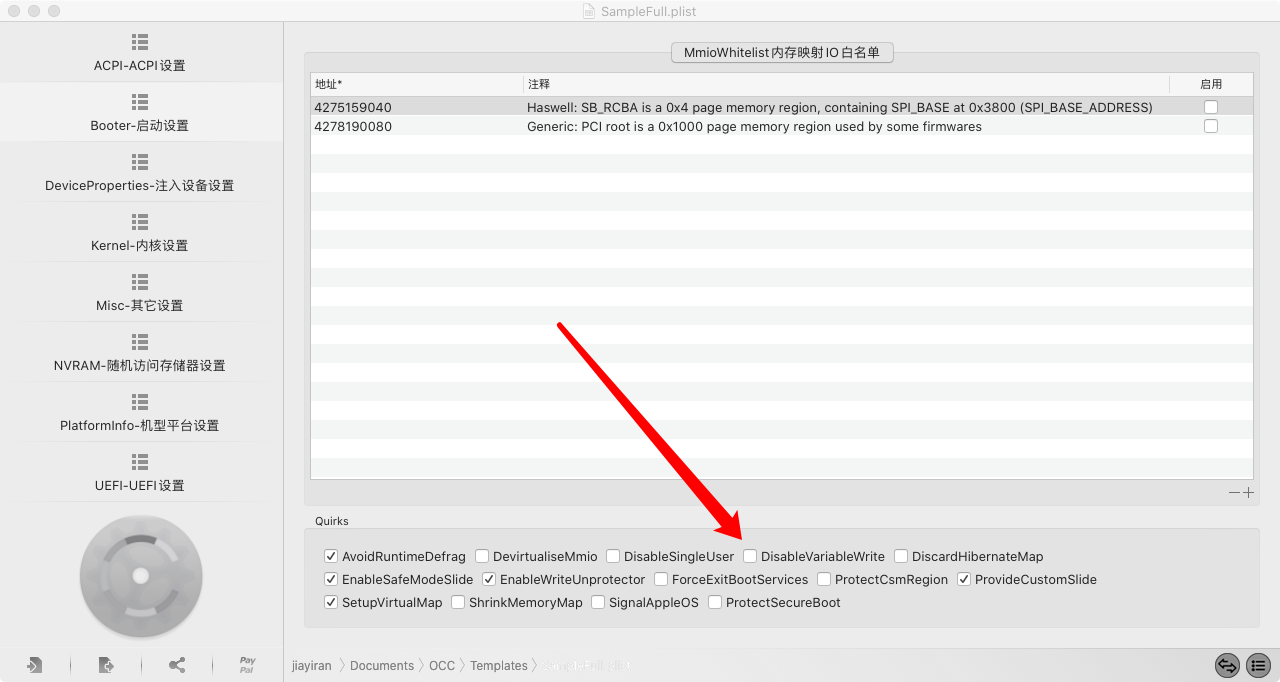 SampleFull.plist
ACPI-ACPI设置
Booter-启动设置
DeviceProperties-注入设备设置
Kernel-内核设置
Misc-其它设置
NVRAM-随机访问存储器设置
PlatformInfo-机型平台设置
UEFI-UEFI设置
Pay
Pal
MmioWhitelist内存映射IO白名单
地址* 注释 启用
4275159040 Haswell: SB_RCBA is a 0x4 page memory region, containing SPI_BASE at 0x3800 (SPI_BASE_ADDRESS)
4278190080 Generic: PCI root is a 0x1000 page memory region used by some firmwares
Quirks
AvoidRuntimeDefrag DevirtualiseMmio DisableSingleUser DisableVariableWrite DiscardHibernateMap
EnableSafeModeSlide EnableWriteUnprotector ForceExitBootServices ProtectCsmRegion ProvideCustomSlide
SetupVirtualMap ShrinkMemoryMap SignalAppleOS ProtectSecureBoot
jiayiran Documents OCC Templates